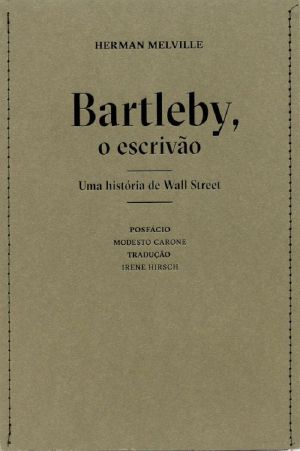 HERMAN MELVILLE
Bartleby,
o escrivão
Uma história de Wall Street
POSFÁCIO
MODESTO CARONE
TRADUÇÃO
IRENE HIRSCH